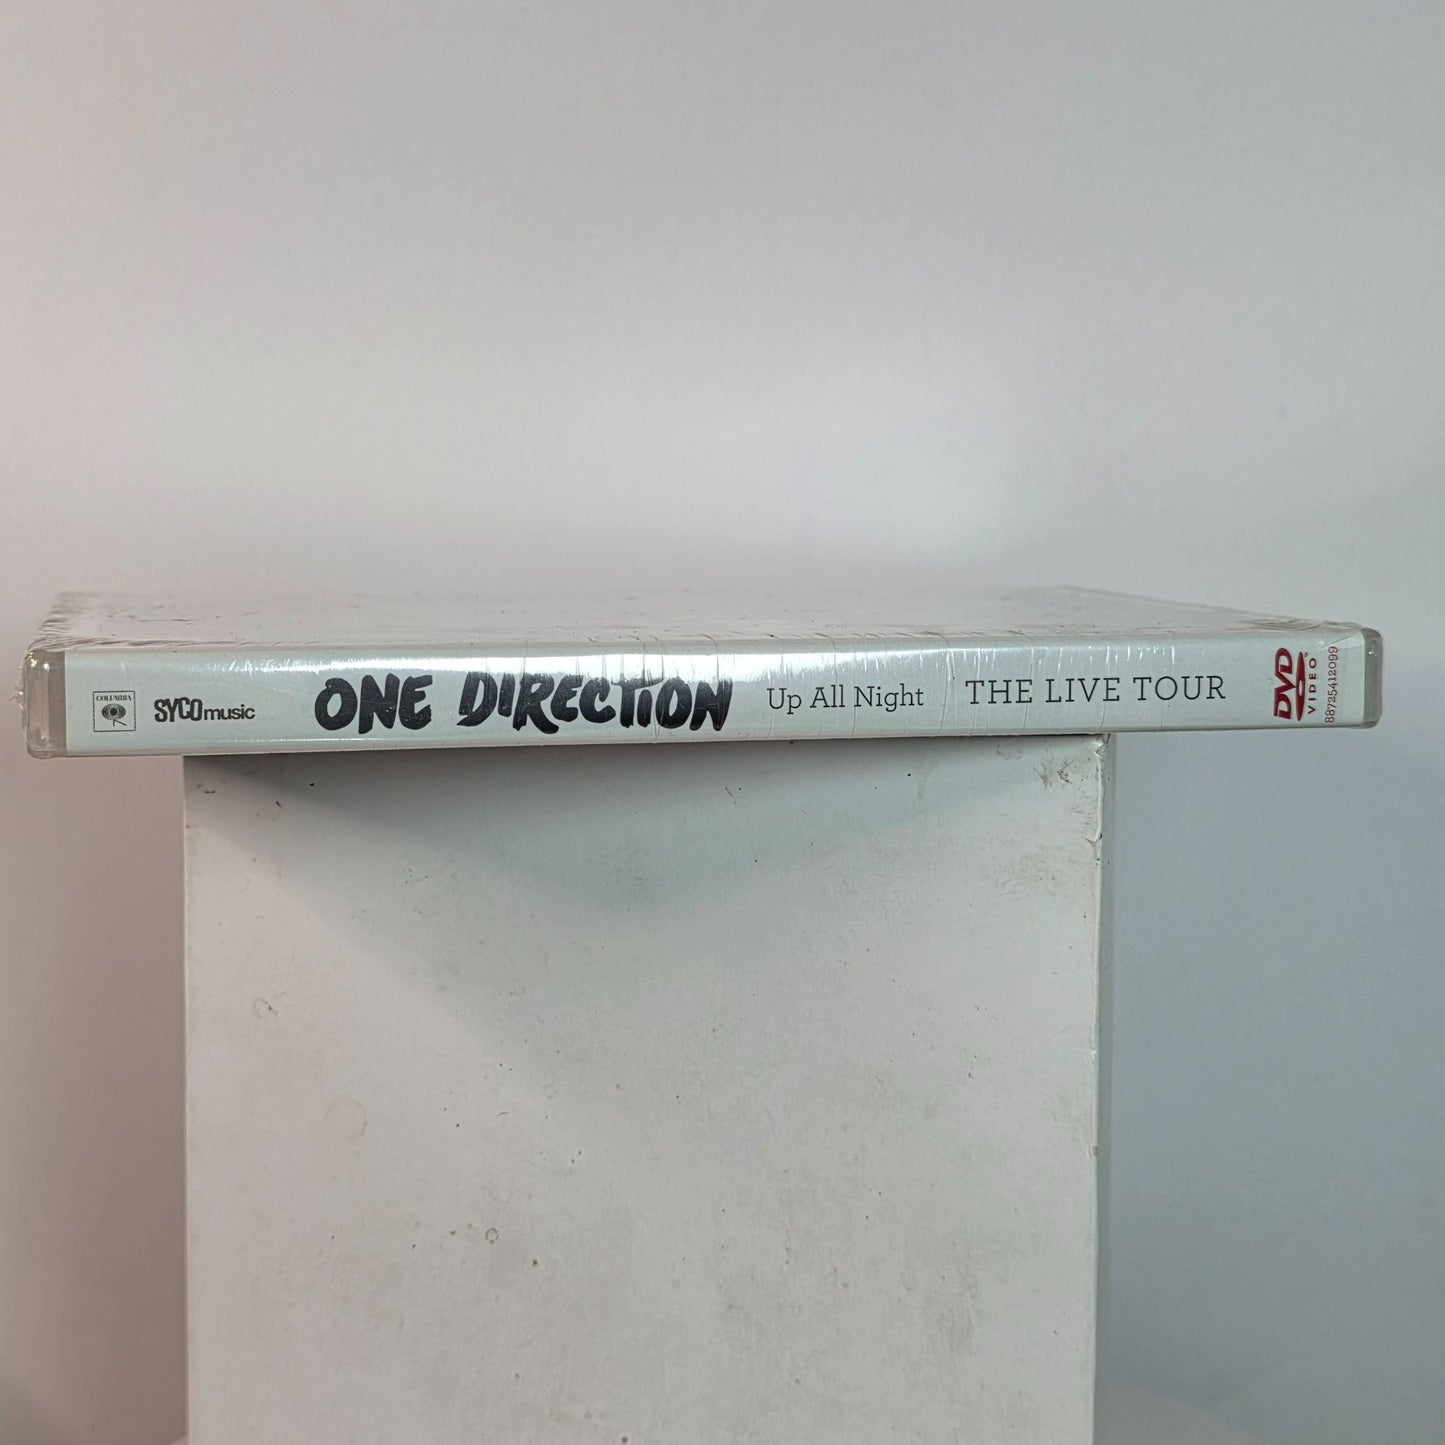 COLUMBIA
SYCOmusic
ONE DIRECTION
Up All Night
THE LIVE TOUR
DVD
VIDEO
88725412099